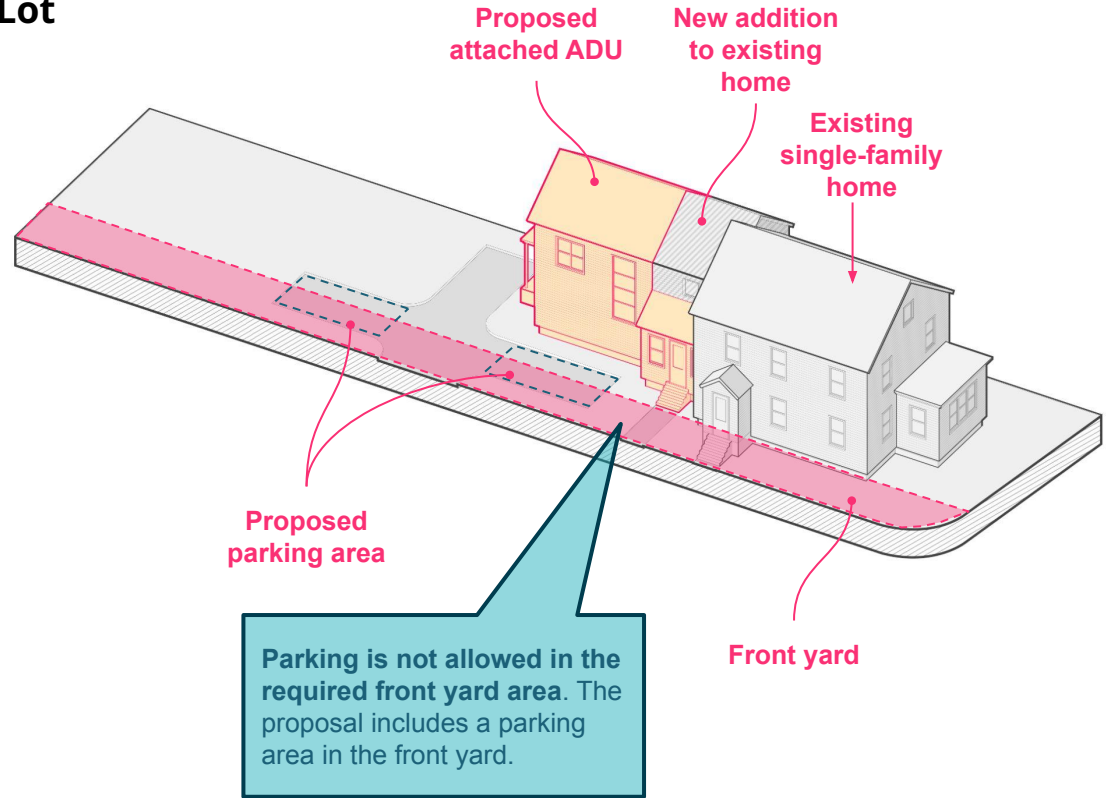 Lot
Proposed
attached ADU
New addition
to existing
home
Existing
single-family
home
Proposed
parking area
Front yard
Parking is not allowed in the
required front yard area. The
proposal includes a parking
area in the front yard.